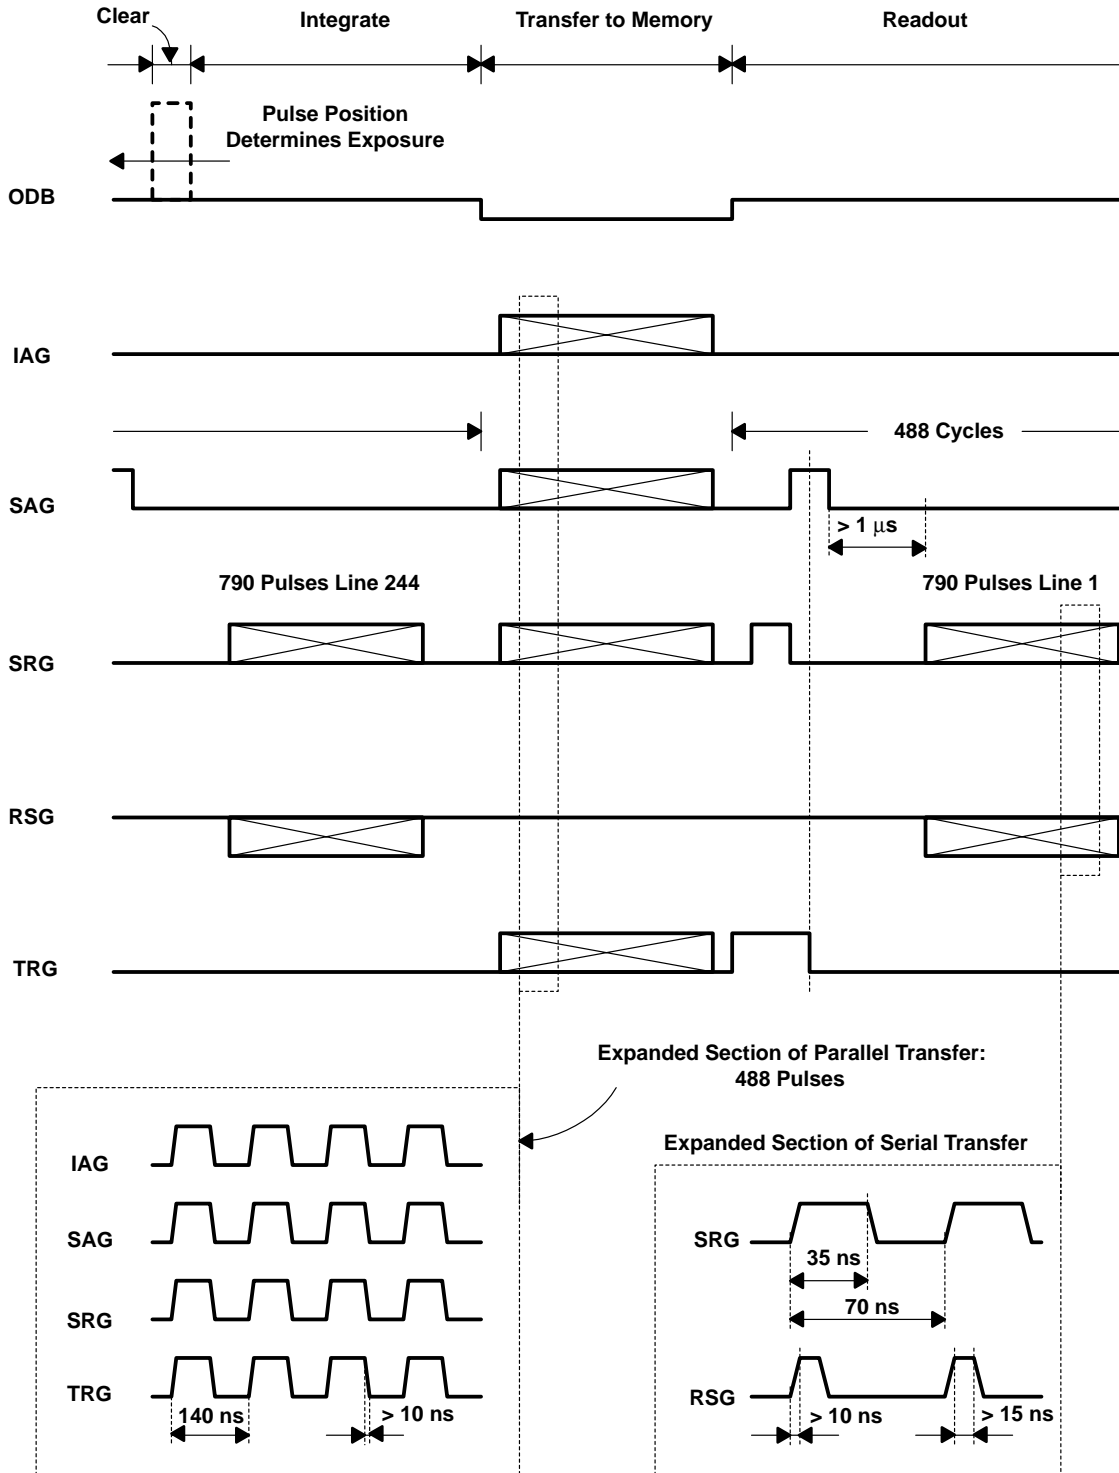 Clear
Integrate
Transfer to Memory
Readout
Pulse Position
Determines Exposure
ODB
IAG
488 Cycles
SAG
> 1 μs
790 Pulses Line 244
790 Pulses Line 1
SRG
RSG
TRG
Expanded Section of Parallel Transfer:
488 Pulses
IAG
SAG
SRG
TRG
140 ns
> 10 ns
Expanded Section of Serial Transfer
SRG
35 ns
70 ns
RSG
> 10 ns
> 15 ns